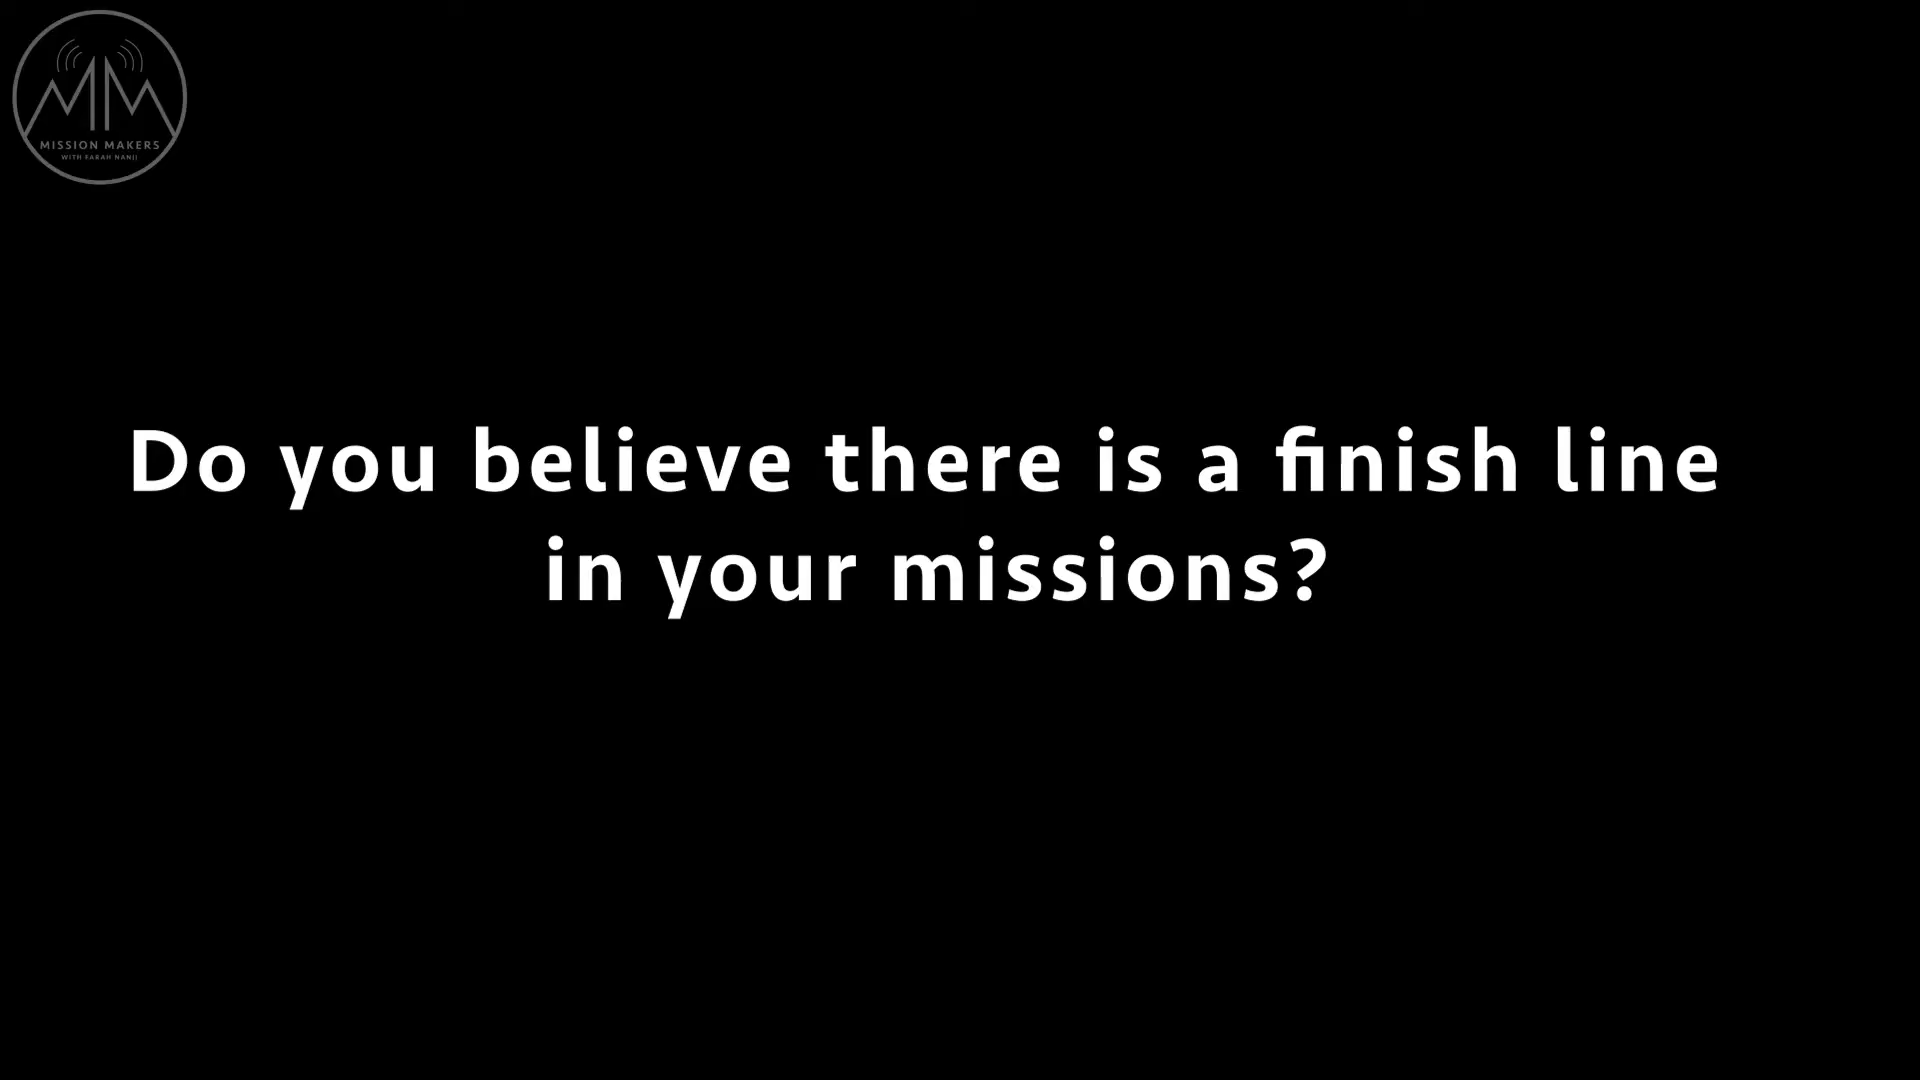 MISSION MAKERS
WITH FARAH NANJI
Do you believe there is a finish line
in your missions?